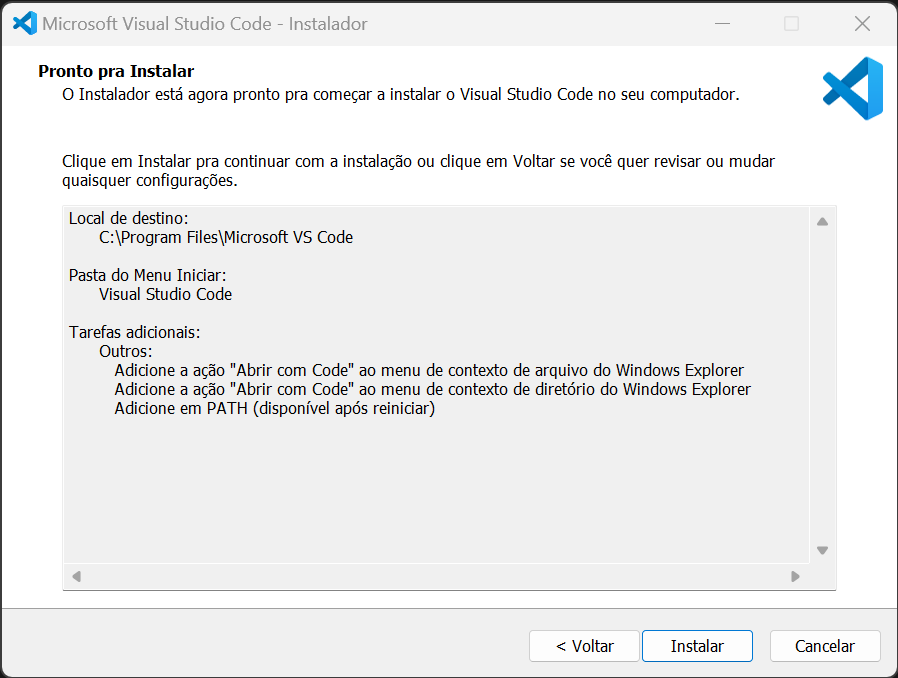 Microsoft Visual Studio Code - Instalador
Pronto pra Instalar
O Instalador está agora pronto pra começar a instalar o Visual Studio Code no seu computador.
Clique em Instalar pra continuar com a instalação ou clique em Voltar se você quer revisar ou mudar
quaisquer configurações.
Local de destino:
C:\Program Files\Microsoft VS Code
Pasta do Menu Iniciar:
Visual Studio Code
Tarefas adicionais:
Outros:
Adicione a ação "Abrir com Code" ao menu de contexto de arquivo do Windows Explorer
Adicione a ação "Abrir com Code" ao menu de contexto de diretório do Windows Explorer
Adicione em PATH (disponível após reiniciar)
< Voltar Instalar Cancelar